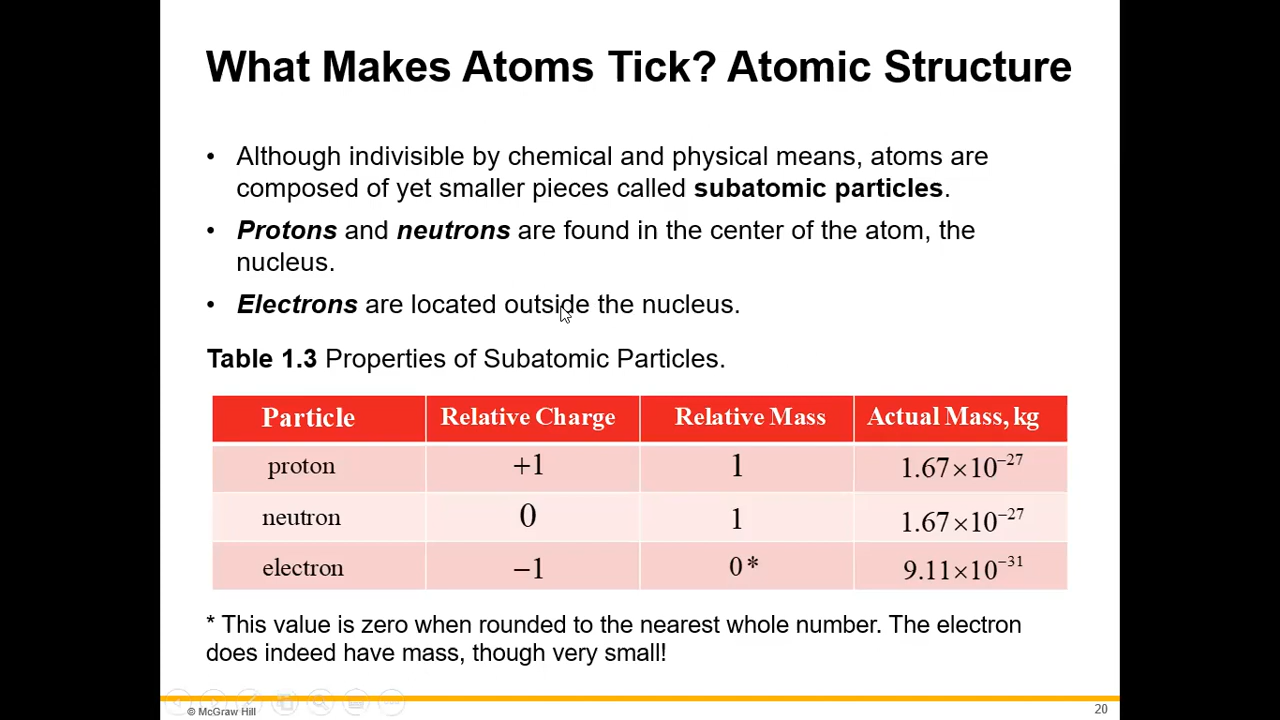 What Makes Atoms Tick? Atomic Structure
• Although indivisible by chemical and physical means, atoms are
composed of yet smaller pieces called subatomic particles.
• Protons and neutrons are found in the center of the atom, the
nucleus.
• Electrons are located outside the nucleus.
Table 1.3 Properties of Subatomic Particles.
Particle Relative Charge Relative Mass Actual Mass, kg
proton +1 1 1.67×10⁻²⁷
neutron 0 1 1.67×10⁻²⁷
electron −1 0* 9.11×10⁻³¹
* This value is zero when rounded to the nearest whole number. The electron
does indeed have mass, though very small!
© McGraw Hill 20